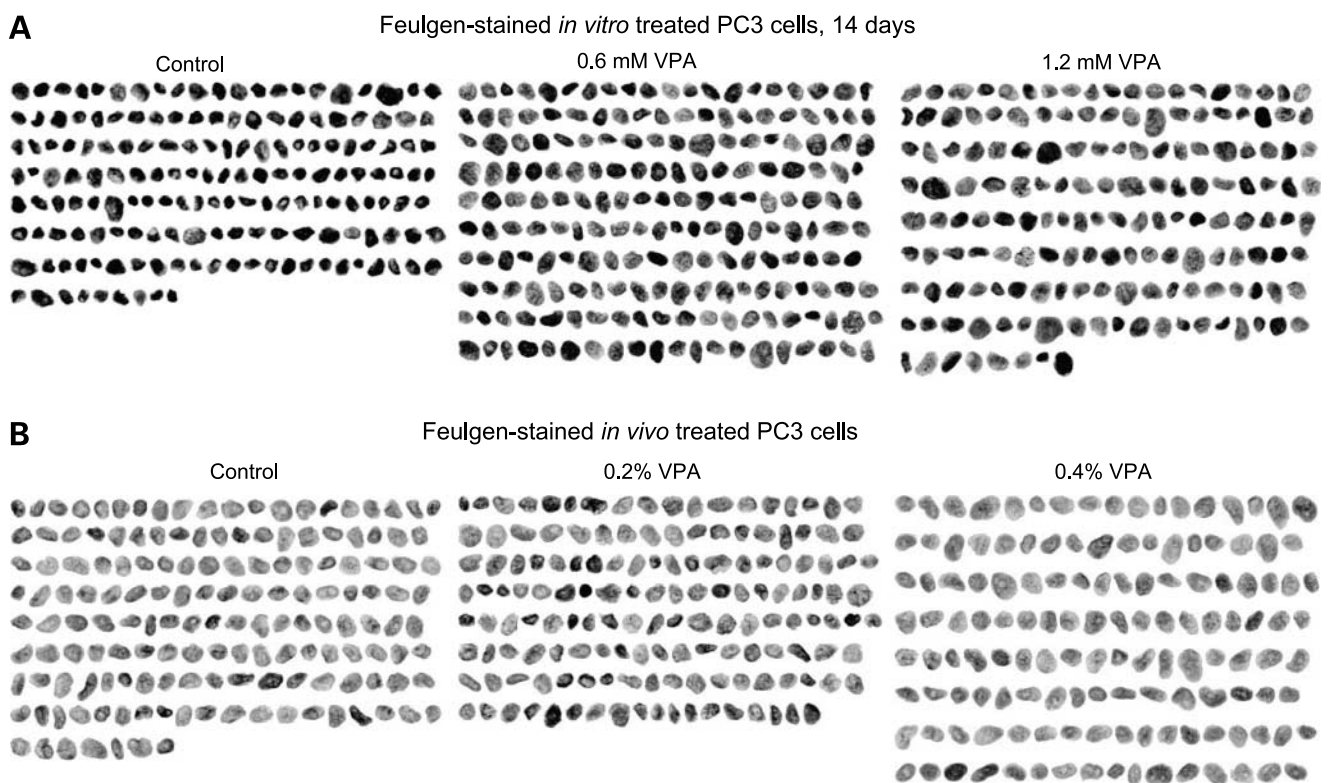 A
Feulgen-stained in vitro treated PC3 cells, 14 days
Control
0.6 mM VPA
1.2 mM VPA
B
Feulgen-stained in vivo treated PC3 cells
Control
0.2% VPA
0.4% VPA